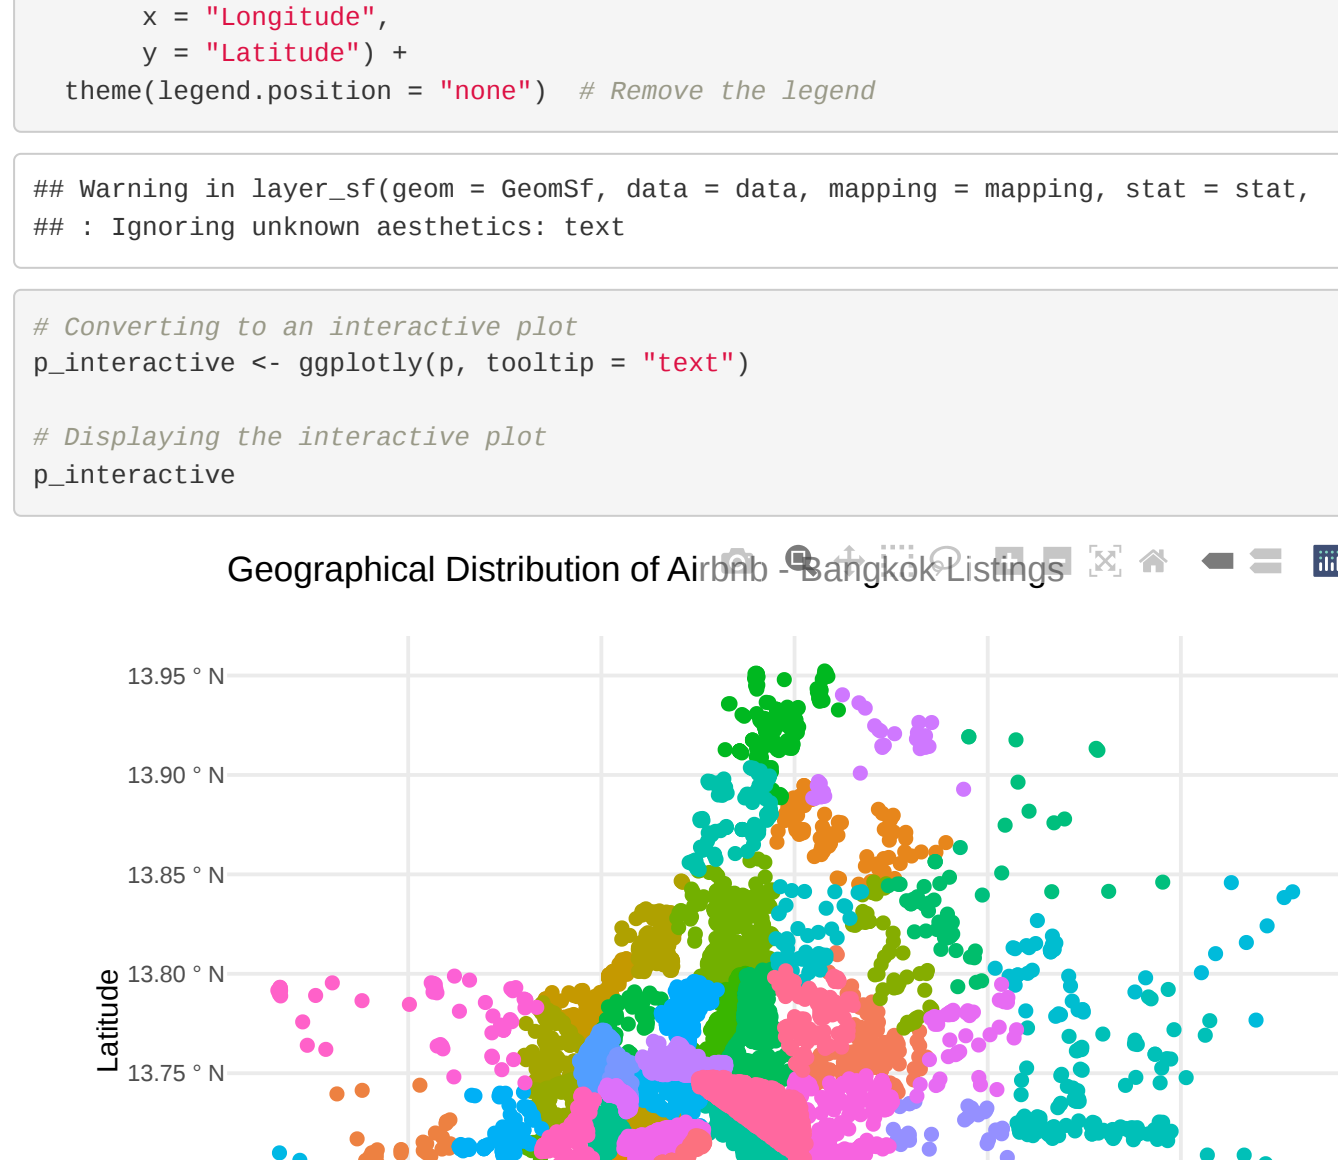 x = "Longitude",
y = "Latitude") +
theme(legend.position = "none")  # Remove the legend
## Warning in layer_sf(geom = GeomSf, data = data, mapping = mapping, stat = stat,
## : Ignoring unknown aesthetics: text
# Converting to an interactive plot
p_interactive <- ggplotly(p, tooltip = "text")
# Displaying the interactive plot
p_interactive
Geographical Distribution of Airbnb - Bangkok Listings
13.95 ° N
13.90 ° N
13.85 ° N
13.80 ° N
13.75 ° N
Latitude